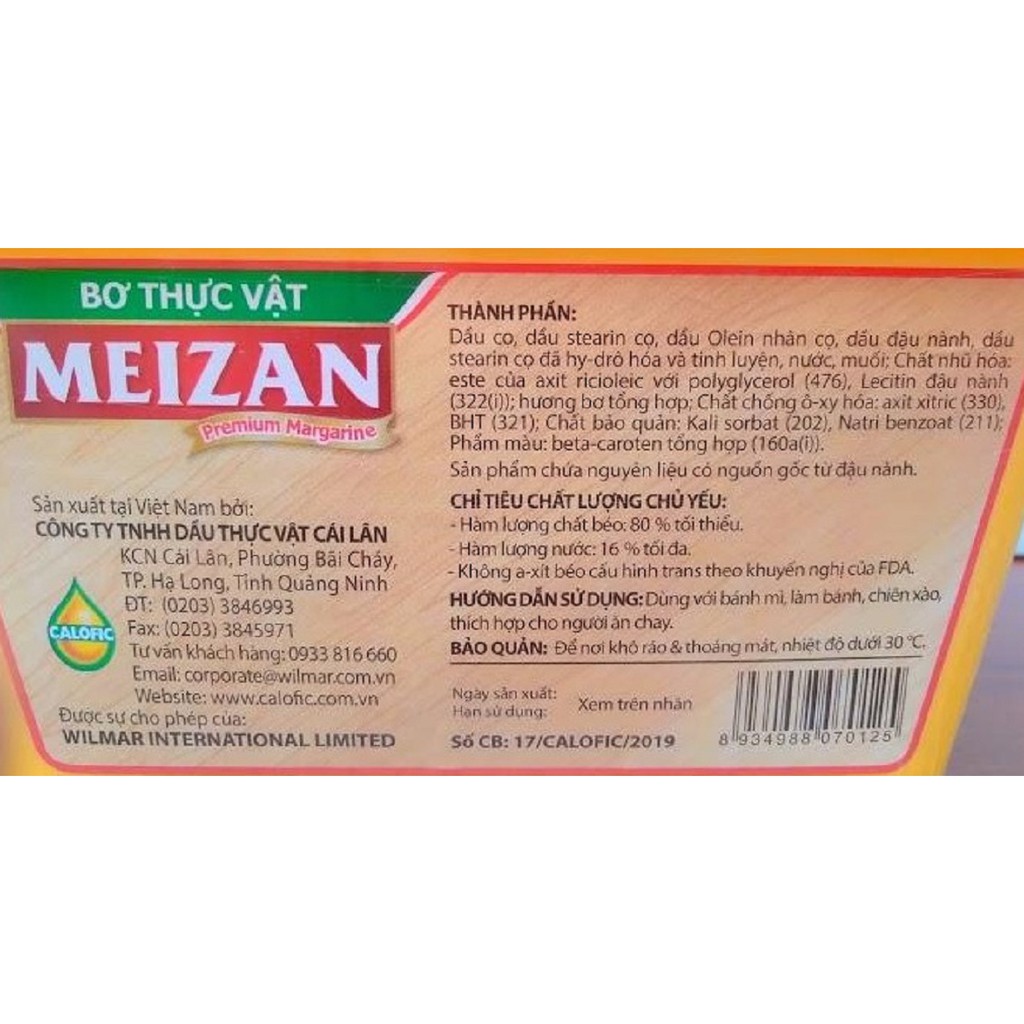 BƠ THỰC VẬT
MEIZAN
Premium Margarine
Sản xuất tại Việt Nam bởi:
CÔNG TY TNHH DẦU THỰC VẬT CÁI LÂN
KCN Cái Lân, Phường Bãi Cháy,
TP. Hạ Long, Tỉnh Quảng Ninh
ĐT: (0203) 3846993
Fax: (0203) 3845971
Tư vấn khách hàng: 0933 816 660
Email: corporate@wilmar.com.vn
Website: www.calofic.com.vn
CALOFIC
Được sự cho phép của:
WILMAR INTERNATIONAL LIMITED
THÀNH PHẦN:
Dầu cọ, dầu stearin cọ, dầu Olein nhân cọ, dầu đậu nành, dầu
stearin cọ đã hy-drô hóa và tinh luyện, nước, muối; Chất nhũ hóa:
este của axit ricioleic với polyglycerol (476), Lecitin đậu nành
(322(i)); hương bơ tổng hợp; Chất chống ô-xy hóa: axit xitric (330),
BHT (321); Chất bảo quản: Kali sorbat (202), Natri benzoat (211);
Phẩm màu: beta-caroten tổng hợp (160a(i)).
Sản phẩm chứa nguyên liệu có nguồn gốc từ đậu nành.
CHỈ TIÊU CHẤT LƯỢNG CHỦ YẾU:
- Hàm lượng chất béo: 80 % tối thiểu.
- Hàm lượng nước: 16 % tối đa.
- Không a-xít béo cấu hình trans theo khuyến nghị của FDA.
HƯỚNG DẪN SỬ DỤNG: Dùng với bánh mì, làm bánh, chiên xào,
thích hợp cho người ăn chay.
BẢO QUẢN: Để nơi khô ráo & thoáng mát, nhiệt độ dưới 30 °C.
Ngày sản xuất:
Hạn sử dụng:
Xem trên nhãn
Số CB: 17/CALOFIC/2019
8 934988 070125